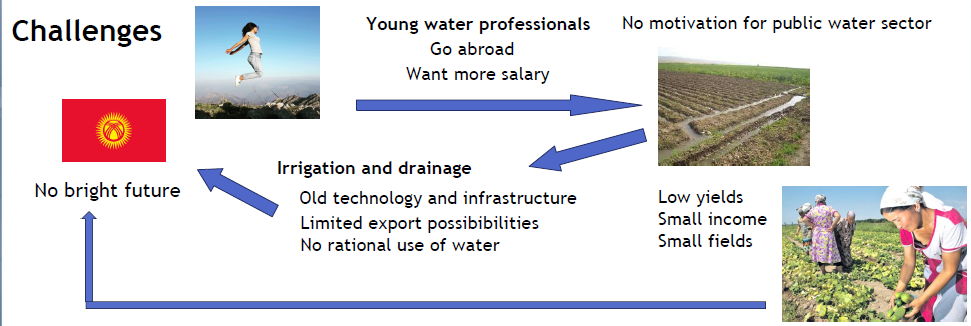 Challenges
Young water professionals
Go abroad
Want more salary
No motivation for public water sector
Irrigation and drainage
Old technology and infrastructure
Limited export possibibilities
No rational use of water
No bright future
Low yields
Small income
Small fields